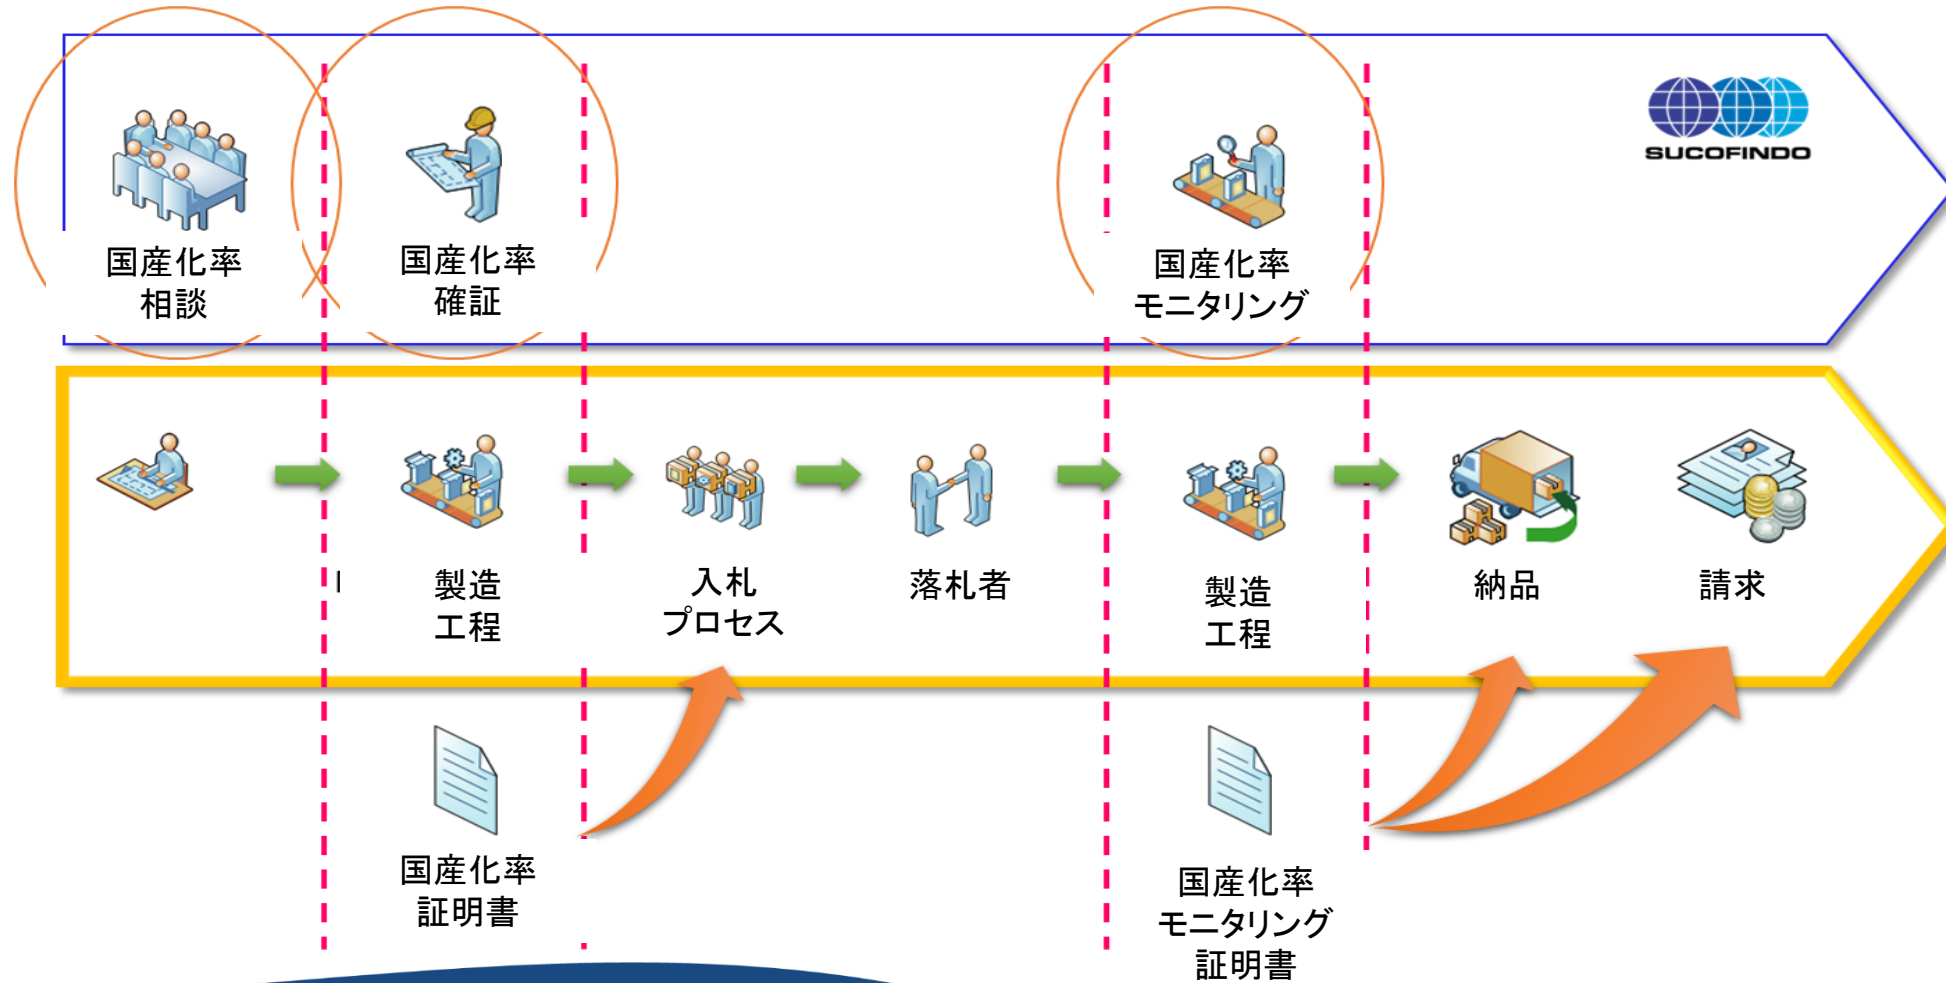 SUCOFINDO
国産化率
相談
国産化率
確証
国産化率
モニタリング
製造
工程
入札
プロセス
落札者
製造
工程
納品
請求
国産化率
証明書
国産化率
モニタリング
証明書